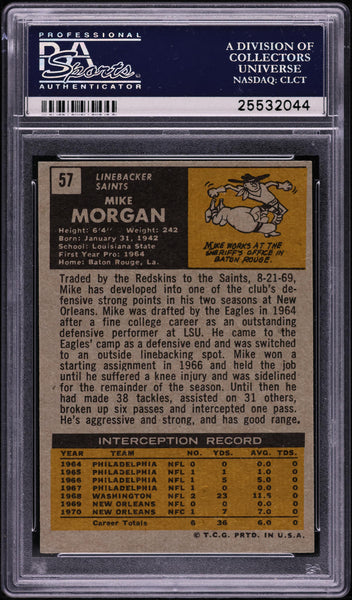 PROFESSIONAL
PSA
Sports
AUTHENTICATOR
A DIVISION OF
COLLECTORS
UNIVERSE
NASDAQ: CLCT
25532044
57
LINEBACKER
SAINTS
MIKE
MORGAN
Height: 6'4" Weight: 242
Born: January 31, 1942
School: Louisiana State
First Year Pro: 1964
Home: Baton Rouge, La.
MIKE WORKS AT THE
SHERIFF'S OFFICE IN
BATON ROUGE.
Traded by the Redskins to the Saints, 8-21-69,
Mike has developed into one of the club's de-
fensive strong points in his two seasons at New
Orleans. Mike was drafted by the Eagles in 1964
after a fine college career as an outstanding
defensive performer at LSU. He came to the
Eagles' camp as a defensive end and was switched
to an outside linebacking spot. Mike won a
starting assignment in 1966 and held the job
until he suffered a knee injury and was sidelined
for the remainder of the season. Until then he
had made 38 tackles, assisted on 31 others,
broken up six passes and intercepted one pass.
He's aggressive and strong, and has good range.
INTERCEPTION RECORD
YEAR TEAM NO. YDS. AVG. TDS.
1964 PHILADELPHIA NFL 0 0 0.0 0
1965 PHILADELPHIA NFL 1 1 1.0 0
1966 PHILADELPHIA NFL 1 5 5.0 0
1967 PHILADELPHIA NFL 1 0 0.0 0
1968 WASHINGTON NFL 2 23 11.5 0
1969 NEW ORLEANS NFL 0 0 0.0 0
1970 NEW ORLEANS NFC 1 7 7.0 0
Career Totals 6 36 6.0 0
© T.C.G. PRTD. IN U.S.A.